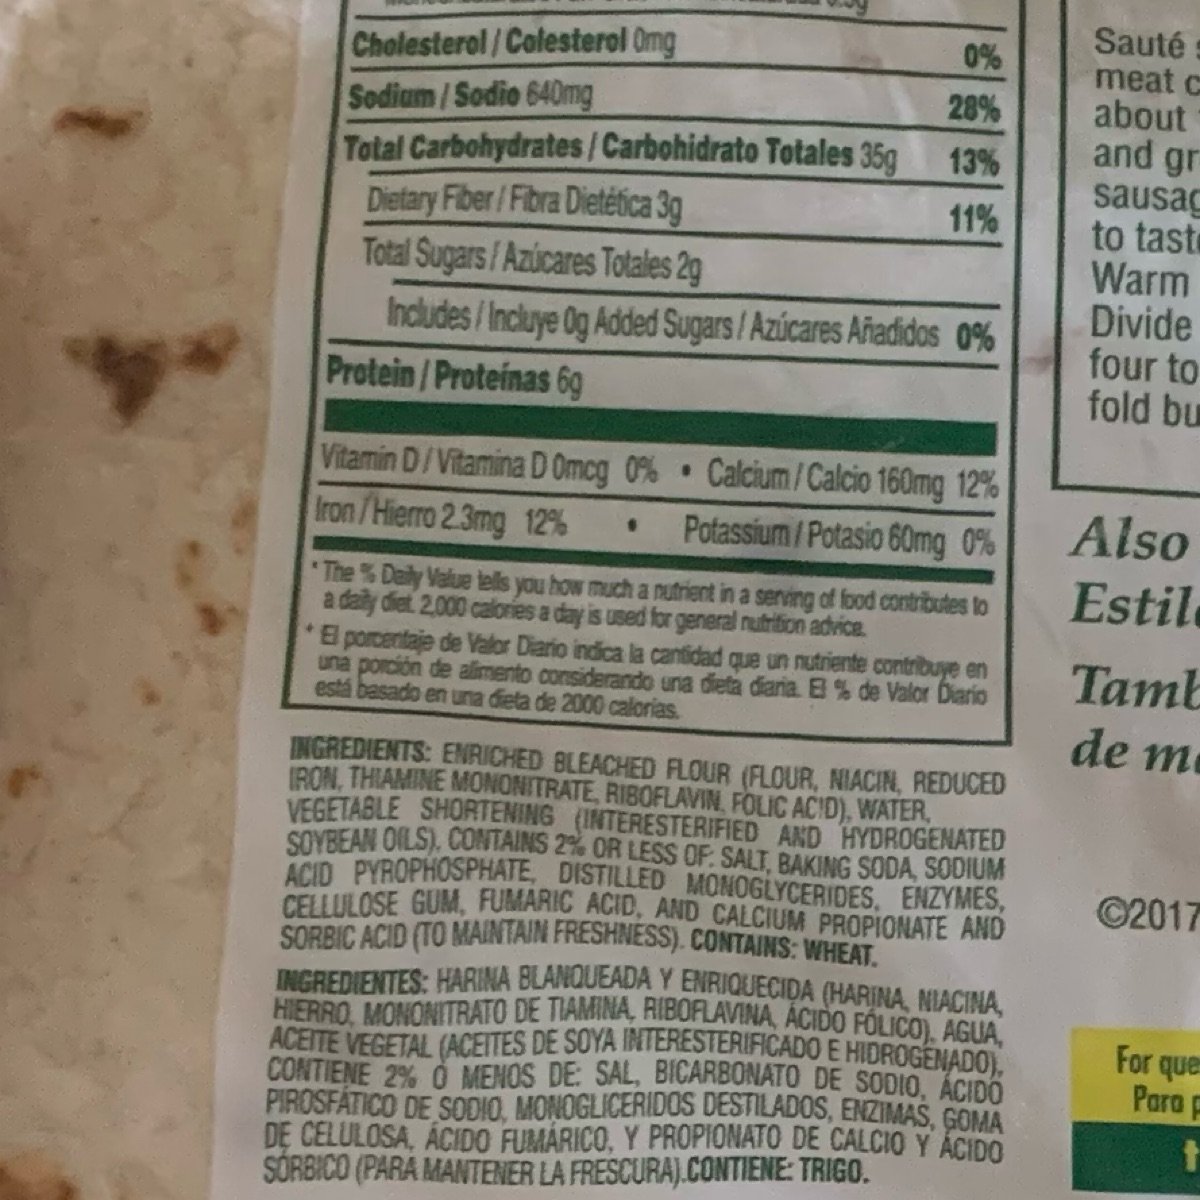 Cholesterol / Colesterol 0mg 0%
Sodium / Sodio 640mg 28%
Total Carbohydrates / Carbohidrato Totales 35g 13%
Dietary Fiber / Fibra Dietética 3g 11%
Total Sugars / Azúcares Totales 2g
Includes / Incluye 0g Added Sugars / Azúcares Añadidos 0%
Protein / Proteínas 6g
Vitamin D / Vitamina D 0mcg 0% • Calcium / Calcio 160mg 12%
Iron / Hierro 2.3mg 12% • Potassium / Potasio 60mg 0%
* The % Daily Value tells you how much a nutrient in a serving of food contributes to
a daily diet. 2,000 calories a day is used for general nutrition advice.
* El porcentaje de Valor Diario indica la cantidad que un nutriente contribuye en
una porción de alimento considerando una dieta diaria. El % de Valor Diario
está basado en una dieta de 2000 calorías.
INGREDIENTS: ENRICHED BLEACHED FLOUR (FLOUR, NIACIN, REDUCED
IRON, THIAMINE MONONITRATE, RIBOFLAVIN, FOLIC ACID), WATER,
VEGETABLE SHORTENING (INTERESTERIFIED AND HYDROGENATED
SOYBEAN OILS), CONTAINS 2% OR LESS OF: SALT, BAKING SODA, SODIUM
ACID PYROPHOSPHATE, DISTILLED MONOGLYCERIDES, ENZYMES,
CELLULOSE GUM, FUMARIC ACID, AND CALCIUM PROPIONATE AND
SORBIC ACID (TO MAINTAIN FRESHNESS). CONTAINS: WHEAT.
INGREDIENTES: HARINA BLANQUEADA Y ENRIQUECIDA (HARINA, NIACINA,
HIERRO, MONONITRATO DE TIAMINA, RIBOFLAVINA, ÁCIDO FÓLICO), AGUA,
ACEITE VEGETAL (ACEITES DE SOYA INTERESTERIFICADO E HIDROGENADO),
CONTIENE 2% O MENOS DE: SAL, BICARBONATO DE SODIO, ÁCIDO
PIROSFÁTICO DE SODIO, MONOGLICERIDOS DESTILADOS, ENZIMAS, GOMA
DE CELULOSA, ÁCIDO FUMÁRICO, Y PROPIONATO DE CALCIO Y ÁCIDO
SÓRBICO (PARA MANTENER LA FRESCURA).CONTIENE: TRIGO.
Sauté
meat
about
and
to
Warm
Divide
four to
fold
Also
de
©2017
For
Para